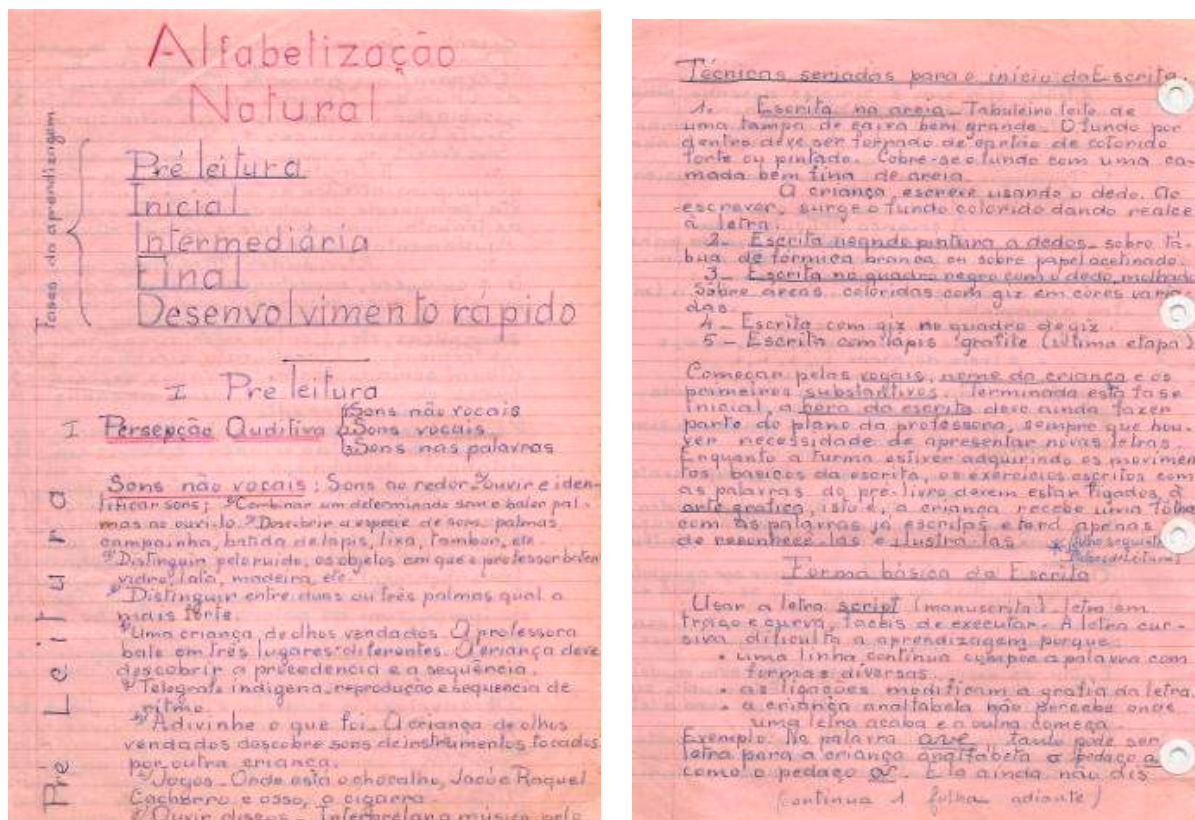 Alfabetização
Natural
Fases da aprendizagem
Pré leitura
Inicial
Intermediária
Final
Desenvolvimento rápido
I Pré leitura
I Persepção Auditiva
Sons não vocais
Sons vocais
Sons nas palavras
Pré Leitura
Sons não vocais: Sons ao redor ouvir e iden-
tificar sons; Combinar um determinado som e bater pal-
mas ao ouvi-lo. Descobrir a espécie de som: palmas,
campainha, batida de lapis, lixa, tambor, etc
Distinguir pelo ruido, os objetos em que o professor bater
vidro, lata, madeira, etc.
Distinguir entre duas ou três palmas qual a
mais forte.
Uma criança de olhos vendados. A professora
bate em três lugares diferentes. A criança deve
descobrir a procedencia e a sequência.
Telegrafo indígena, reprodução e sequencia de
ritmo.
Adivinhe o que foi. A criança de olhos
vendados descobre sons de instrumentos tocados
por outra criança.
Jogos - Onde está o chocalho, Jacó e Raquel
Cachorro e osso, a cigarra.
Ouvir discos - Interpretar a música pelo
Técnicas seriadas para o início da Escrita.
1. Escrita na areia - Tabuleiro feito de
uma tampa de caixa bem grande. O fundo por
dentro deve ser forrado de cartão de colorido
forte ou pintado. Cobre-se o fundo com uma ca-
mada bem fina de areia.
A criança escreve usando o dedo. Ao
escrever, surge o fundo colorido dando realce
à letra.
2 - Escrita usando pintura a dedos - sobre tá-
bua de fórmica branca ou sobre papel acetinado.
3 - Escrita no quadro negro com o dedo molhado
sôbre áreas coloridas com giz em côres varia-
das.
4 - Escrita com giz no quadro de giz
5 - Escrita com lápis grafite (última etapa)
Começar pelas vogais, nome da criança e os
primeiros substantivos. Terminada esta fase
inicial, a hora da escrita deve ainda fazer
parte do plano da professora, sempre que hou-
ver necessidade de apresentar novas letras.
Enquanto a turma estiver adquirindo os movimen
tos básicos da escrita, os exercícios escritos com
as palavras do pré-livro devem estar ligados à
arte grafica, isto é, a criança recebe uma fôlha
com as palavras já escritas e terá apenas
de reconhece-las e ilustra-las
Forma básica da Escrita
Usar a letra script (manuscrita) letra em
traço e curva, fáceis de executar. A letra cur-
siva dificulta a aprendizagem porque:
• uma linha contínua compõe a palavra com
formas diversas.
• as ligações modificam a grafia da letra.
• a criança analfabeta não percebe onde
uma letra acaba e a outra começa.
Exemplo: Na palavra ave tanto pode ser
letra para a criança analfabeta o pedaço a
como o pedaço. Ela ainda não dis
(continua 1 folha adiante)